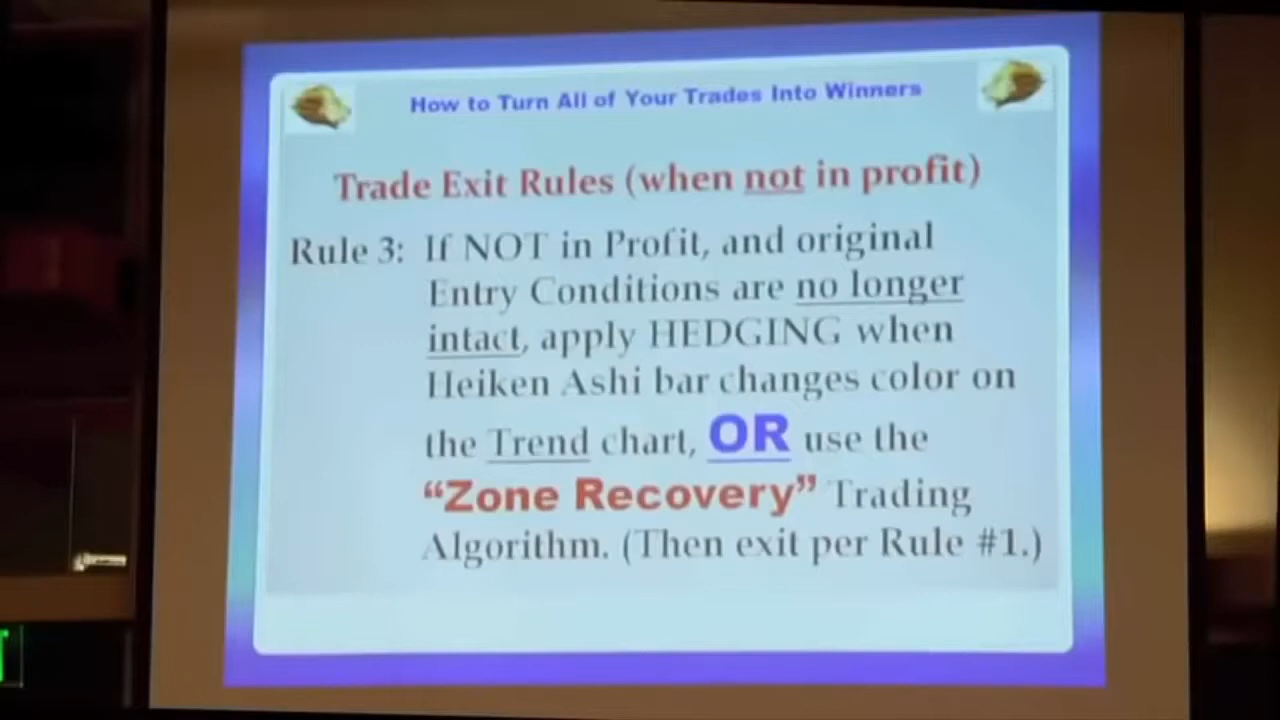 How to Turn All of Your Trades Into Winners
Trade Exit Rules (when not in profit)
Rule 3: If NOT in Profit, and original
Entry Conditions are no longer
intact, apply HEDGING when
Heiken Ashi bar changes color on
the Trend chart, OR use the
“Zone Recovery” Trading
Algorithm. (Then exit per Rule #1.)